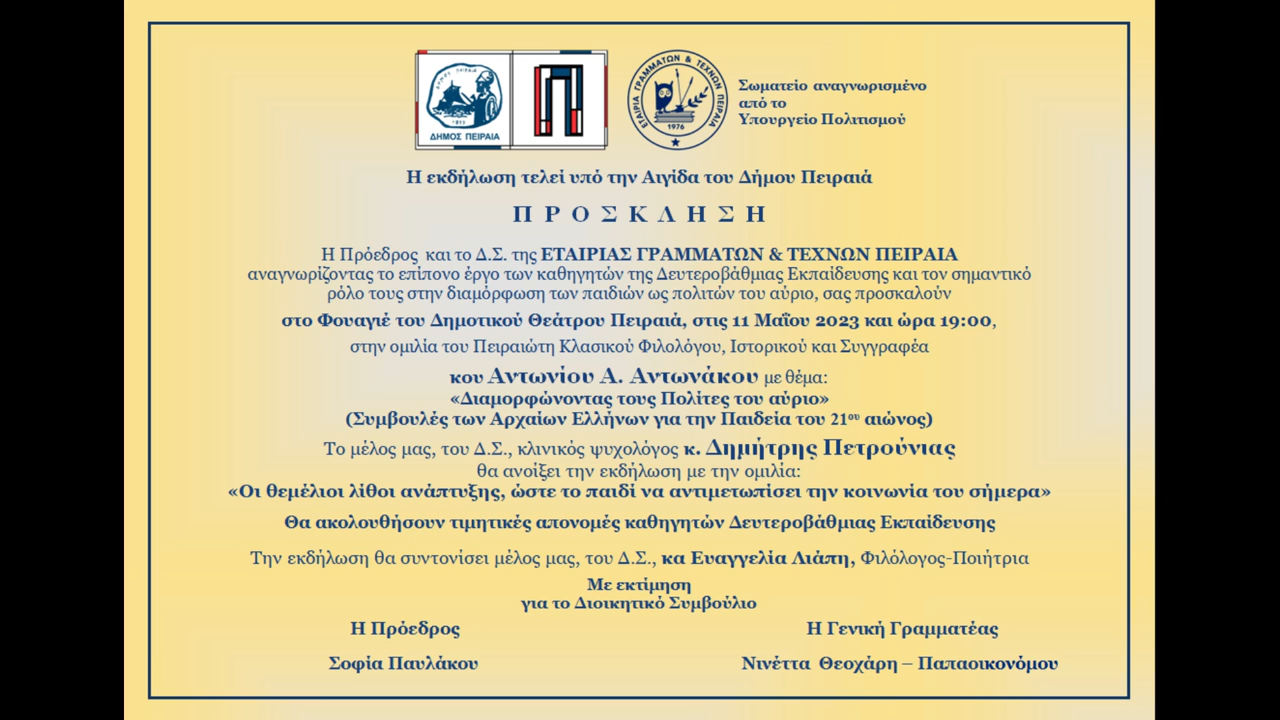 ΔΗΜΟΣ ΠΕΙΡΑΙΑ
ΔΗΜΟΣ ΠΕΙΡΑΙΑ
ΕΤΑΙΡΙΑ ΓΡΑΜΜΑΤΩΝ & ΤΕΧΝΩΝ ΠΕΙΡΑΙΑ
1976
Σωματείο αναγνωρισμένο
από το
Υπουργείο Πολιτισμού
Η εκδήλωση τελεί υπό την Αιγίδα του Δήμου Πειραιά
Π Ρ Ο Σ Κ Λ Η Σ Η
Η Πρόεδρος και το Δ.Σ. της ΕΤΑΙΡΙΑΣ ΓΡΑΜΜΑΤΩΝ & ΤΕΧΝΩΝ ΠΕΙΡΑΙΑ
αναγνωρίζοντας το επίπονο έργο των καθηγητών της Δευτεροβάθμιας Εκπαίδευσης και τον σημαντικό
ρόλο τους στην διαμόρφωση των παιδιών ως πολιτών του αύριο, σας προσκαλούν
στο Φουαγιέ του Δημοτικού Θεάτρου Πειραιά, στις 11 Μαΐου 2023 και ώρα 19:00,
στην ομιλία του Πειραιώτη Κλασικού Φιλολόγου, Ιστορικού και Συγγραφέα
κου Αντωνίου Α. Αντωνάκου με θέμα:
«Διαμορφώνοντας τους Πολίτες του αύριο»
(Συμβουλές των Αρχαίων Ελλήνων για την Παιδεία του 21ου αιώνος)
Το μέλος μας, του Δ.Σ., κλινικός ψυχολόγος κ. Δημήτρης Πετρούνιας
θα ανοίξει την εκδήλωση με την ομιλία:
«Οι θεμέλιοι λίθοι ανάπτυξης, ώστε το παιδί να αντιμετωπίσει την κοινωνία του σήμερα»
Θα ακολουθήσουν τιμητικές απονομές καθηγητών Δευτεροβάθμιας Εκπαίδευσης
Την εκδήλωση θα συντονίσει μέλος μας, του Δ.Σ., κα Ευαγγελία Λιάπη, Φιλόλογος-Ποιήτρια
Με εκτίμηση
για το Διοικητικό Συμβούλιο
Η Πρόεδρος
Η Γενική Γραμματέας
Σοφία Παυλάκου
Νινέττα Θεοχάρη – Παπαοικονόμου